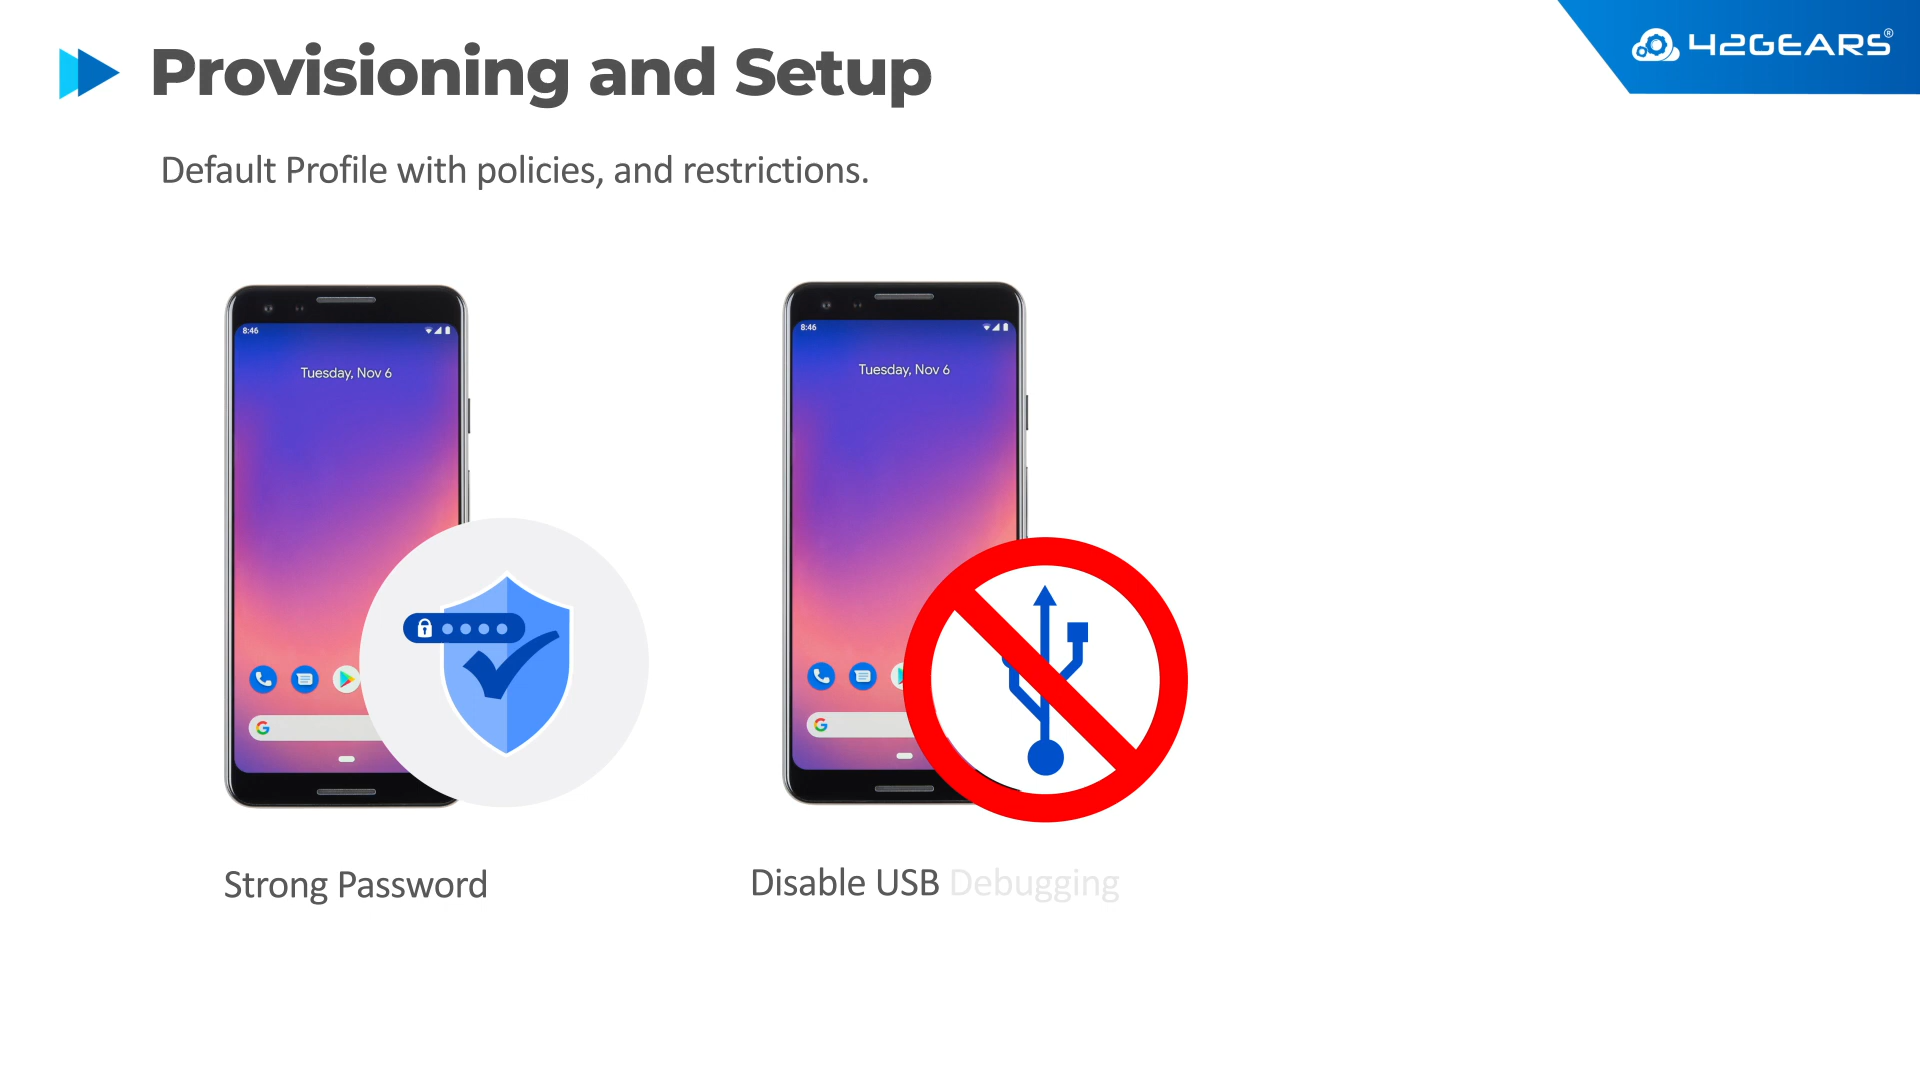 Provisioning and Setup
42GEARS®
Default Profile with policies, and restrictions.
8:46
Tuesday, Nov 6
G
8:46
Tuesday, Nov 6
G
Strong Password
Disable USB Debugging